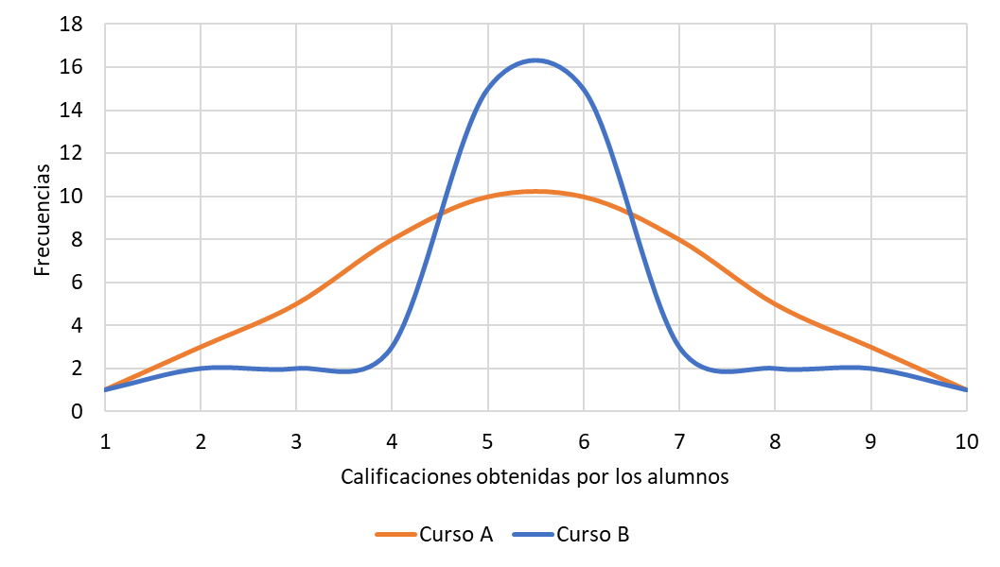 18
16
14
12
10
8
6
4
2
0
Frecuencias
1 2 3 4 5 6 7 8 9 10
Calificaciones obtenidas por los alumnos
Curso A Curso B